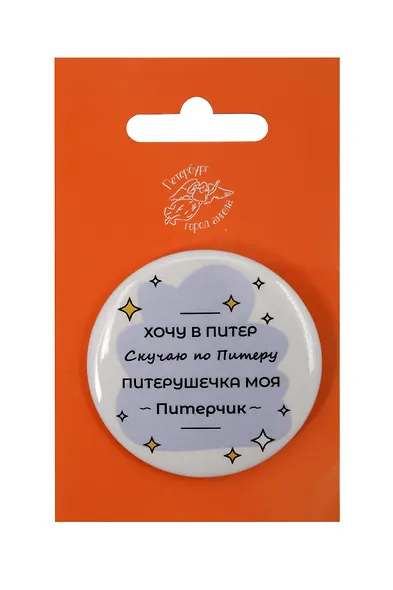 Петербург
город ангела
ХОЧУ В ПИТЕР
Скучаю по Питеру
ПИТЕРУШЕЧКА МОЯ
~ Питерчик ~